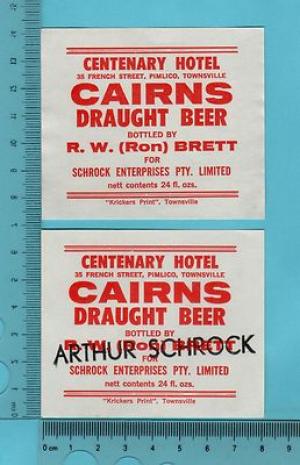 CENTENARY HOTEL
35 FRENCH STREET, PIMLICO, TOWNSVILLE
CAIRNS
DRAUGHT BEER
BOTTLED BY
R. W. (Ron) BRETT
FOR
SCHROCK ENTERPRISES PTY. LIMITED
nett contents 24 fl. ozs.
"Krickers Print", Townsville
CENTENARY HOTEL
35 FRENCH STREET, PIMLICO, TOWNSVILLE
CAIRNS
DRAUGHT BEER
BOTTLED BY
R. W. (Ron) BRETT
ARTHUR-SCHROCK
FOR
SCHROCK ENTERPRISES PTY. LIMITED
nett contents 24 fl. ozs.
"Krickers Print", Townsville
0cm 1 2 3 4 5 6 7 8 9